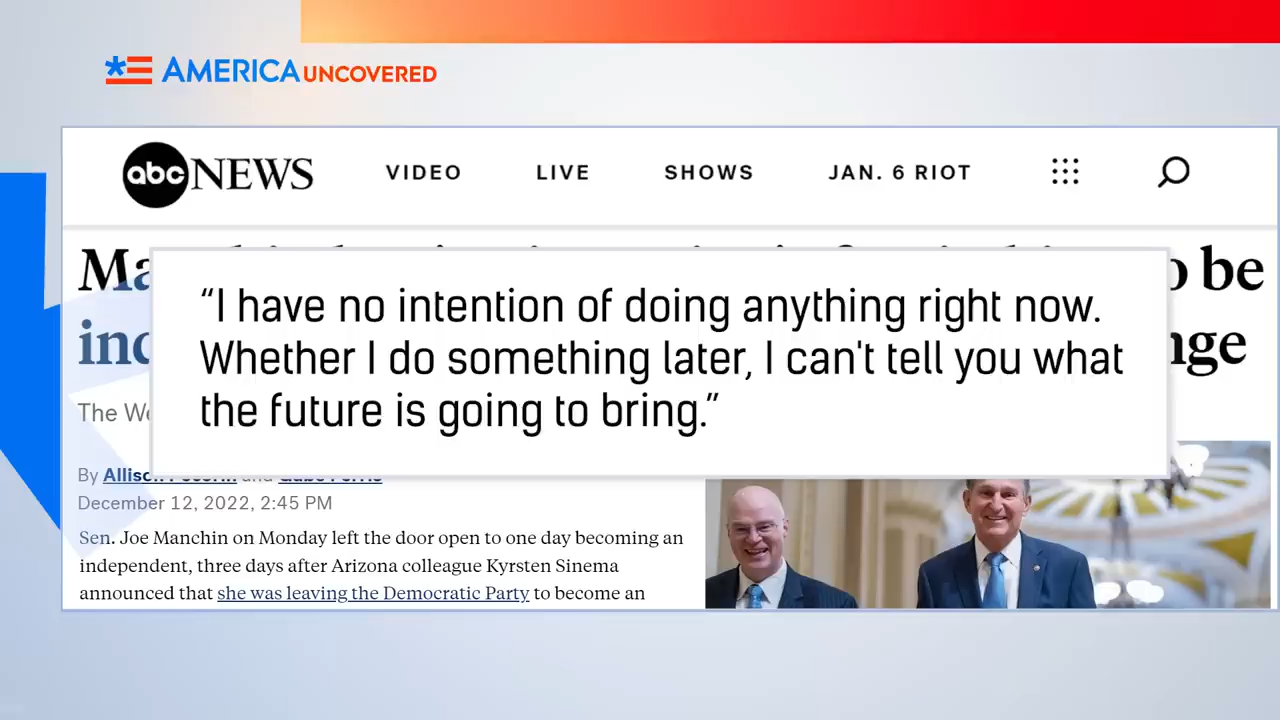 AMERICA UNCOVERED
abc NEWS VIDEO LIVE SHOWS JAN. 6 RIOT
be
“I have no intention of doing anything right now.
Whether I do something later, I can't tell you what
the future is going to bring.”
The
By
December 12, 2022, 2:45 PM
Sen. Joe Manchin on Monday left the door open to one day becoming an
independent, three days after Arizona colleague Kyrsten Sinema
announced that she was leaving the Democratic Party to become an